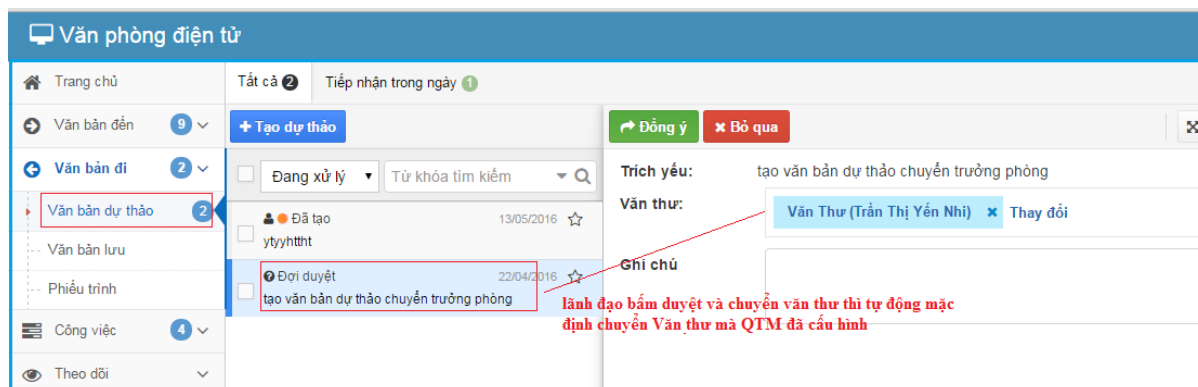 Văn phòng điện tử
Trang chủ
Văn bản đến 9
Văn bản đi 2
Văn bản dự thảo 2
Văn bản lưu
Phiếu trình
Công việc 4
Theo dõi
Tất cả 2 Tiếp nhận trong ngày 1
+ Tạo dự thảo
Đang xử lý Từ khóa tìm kiếm
Đã tạo 13/05/2016
ytyyhttht
Đợi duyệt 22/04/2016
tạo văn bản dự thảo chuyển trưởng phòng
Đồng ý Bỏ qua
Trích yếu: tạo văn bản dự thảo chuyển trưởng phòng
Văn thư: Văn Thư (Trần Thị Yến Nhi) × Thay đổi
Ghi chú
lãnh đạo bấm duyệt và chuyển văn thư thì tự động mặc
định chuyển Văn thư mà QTM đã cấu hình